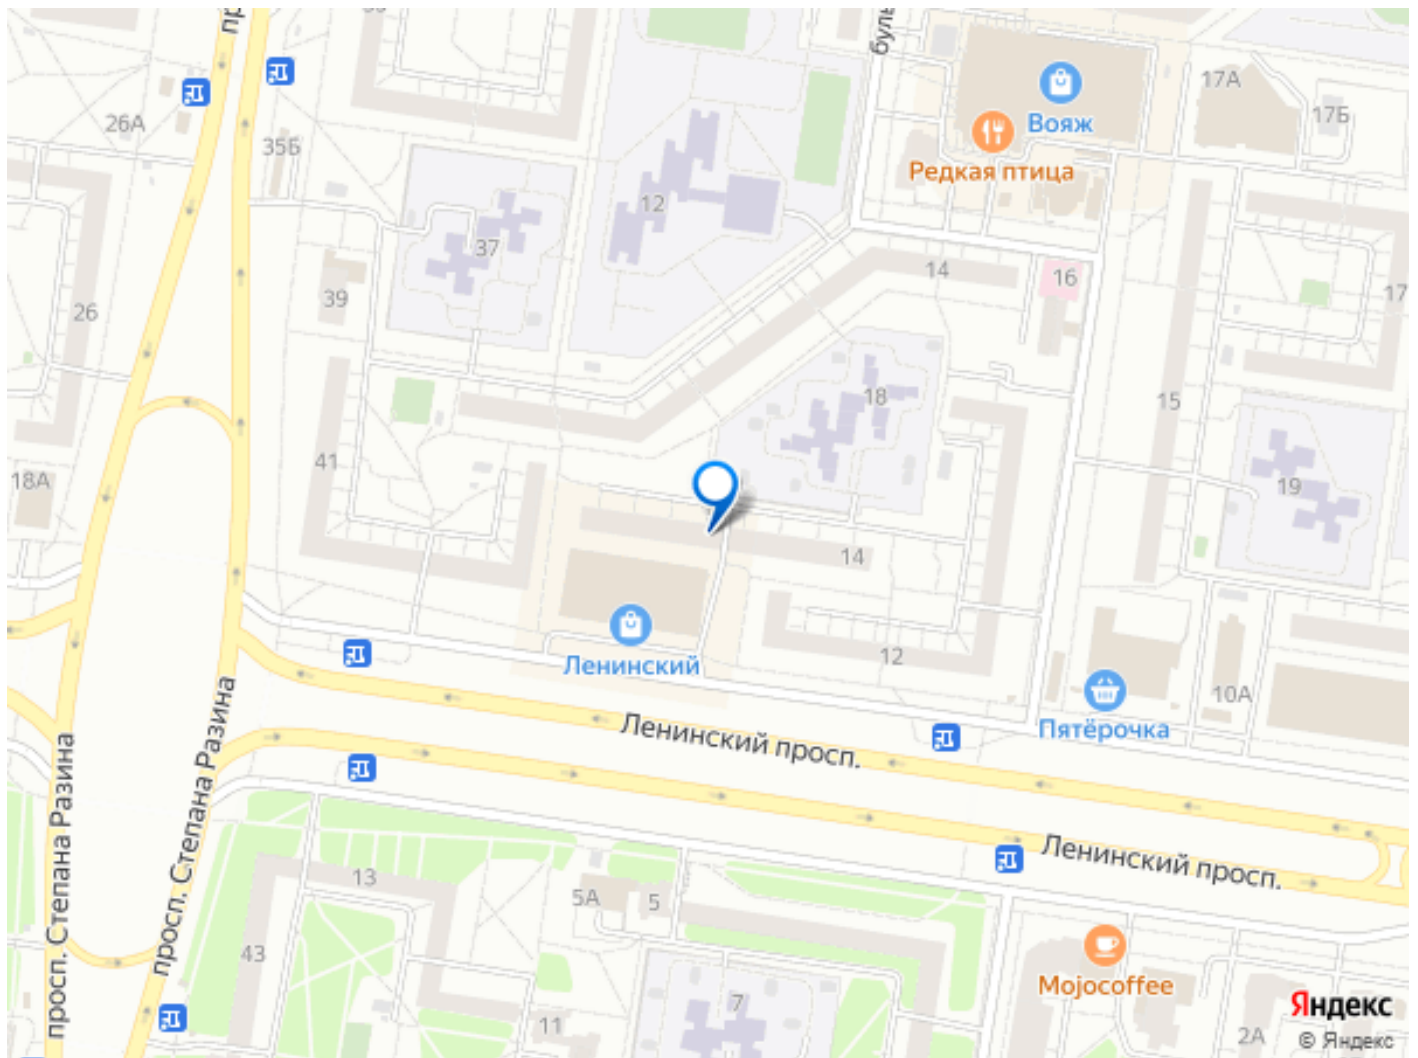 17А
26А
35Б
17Б
Вояж
Редкая птица
12
37
14
16
39
26
17
18
15
41
18А
19
14
12
Ленинский
10А
Пятёрочка
Ленинский просп.
просп. Степана Разина
просп. Степана Разина
Ленинский просп.
13
5А
5
43
7
11
Mojocoffee
2А
Яндекс
© Яндекс